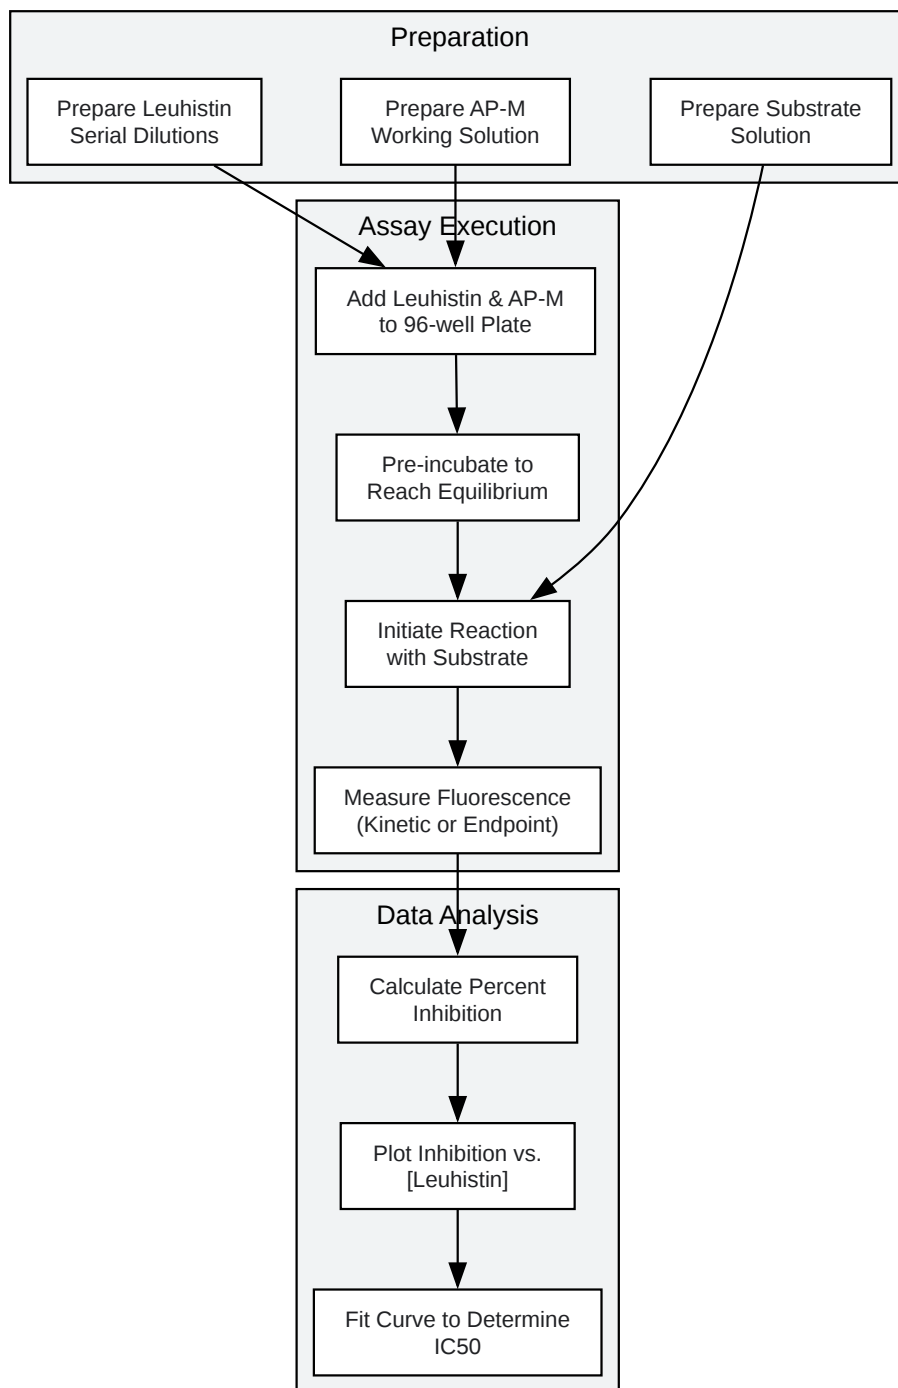 Preparation
Prepare Leuhistin
Serial Dilutions
Prepare AP-M
Working Solution
Prepare Substrate
Solution
Assay Execution
Add Leuhistin & AP-M
to 96-well Plate
Pre-incubate to
Reach Equilibrium
Initiate Reaction
with Substrate
Measure Fluorescence
(Kinetic or Endpoint)
Data Analysis
Calculate Percent
Inhibition
Plot Inhibition vs.
[Leuhistin]
Fit Curve to Determine
IC50